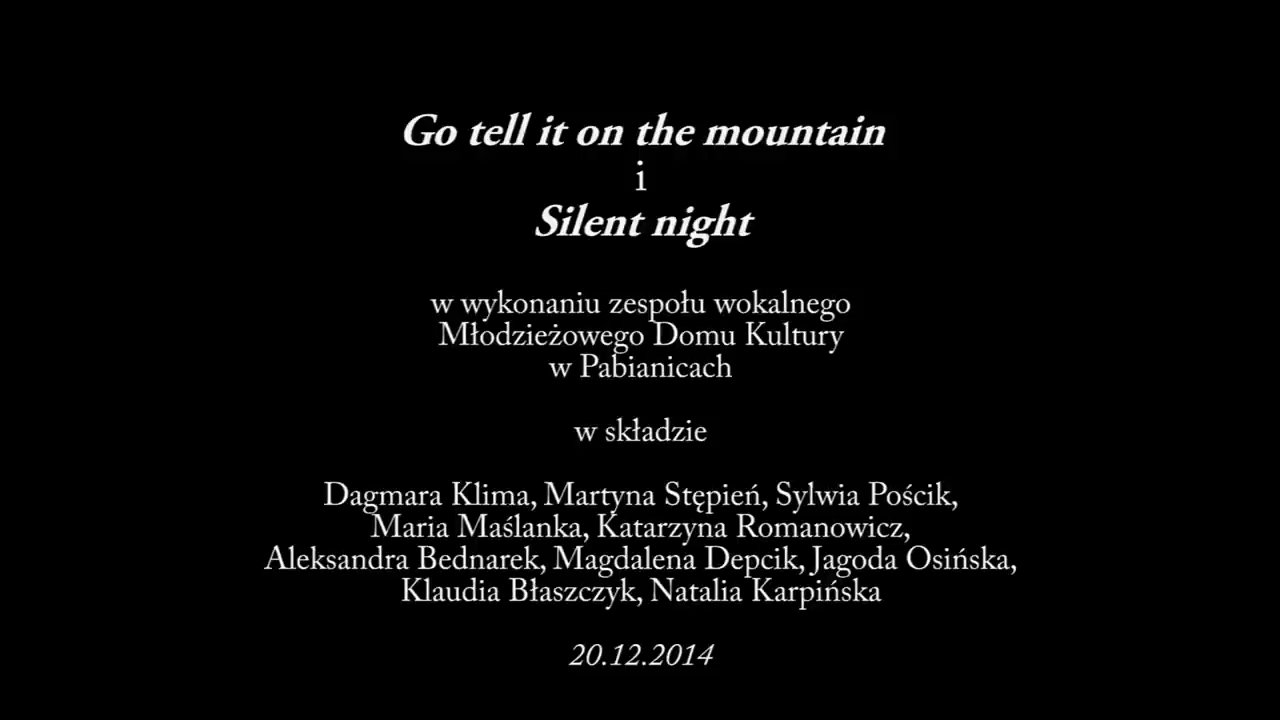 Go tell it on the mountain
i
Silent night
w wykonaniu zespołu wokalnego
Młodzieżowego Domu Kultury
w Pabianicach
w składzie
Dagmara Klima, Martyna Stępień, Sylwia Pościk,
Maria Maślanka, Katarzyna Romanowicz,
Aleksandra Bednarek, Magdalena Depcik, Jagoda Osińska,
Klaudia Błaszczyk, Natalia Karpińska
20.12.2014